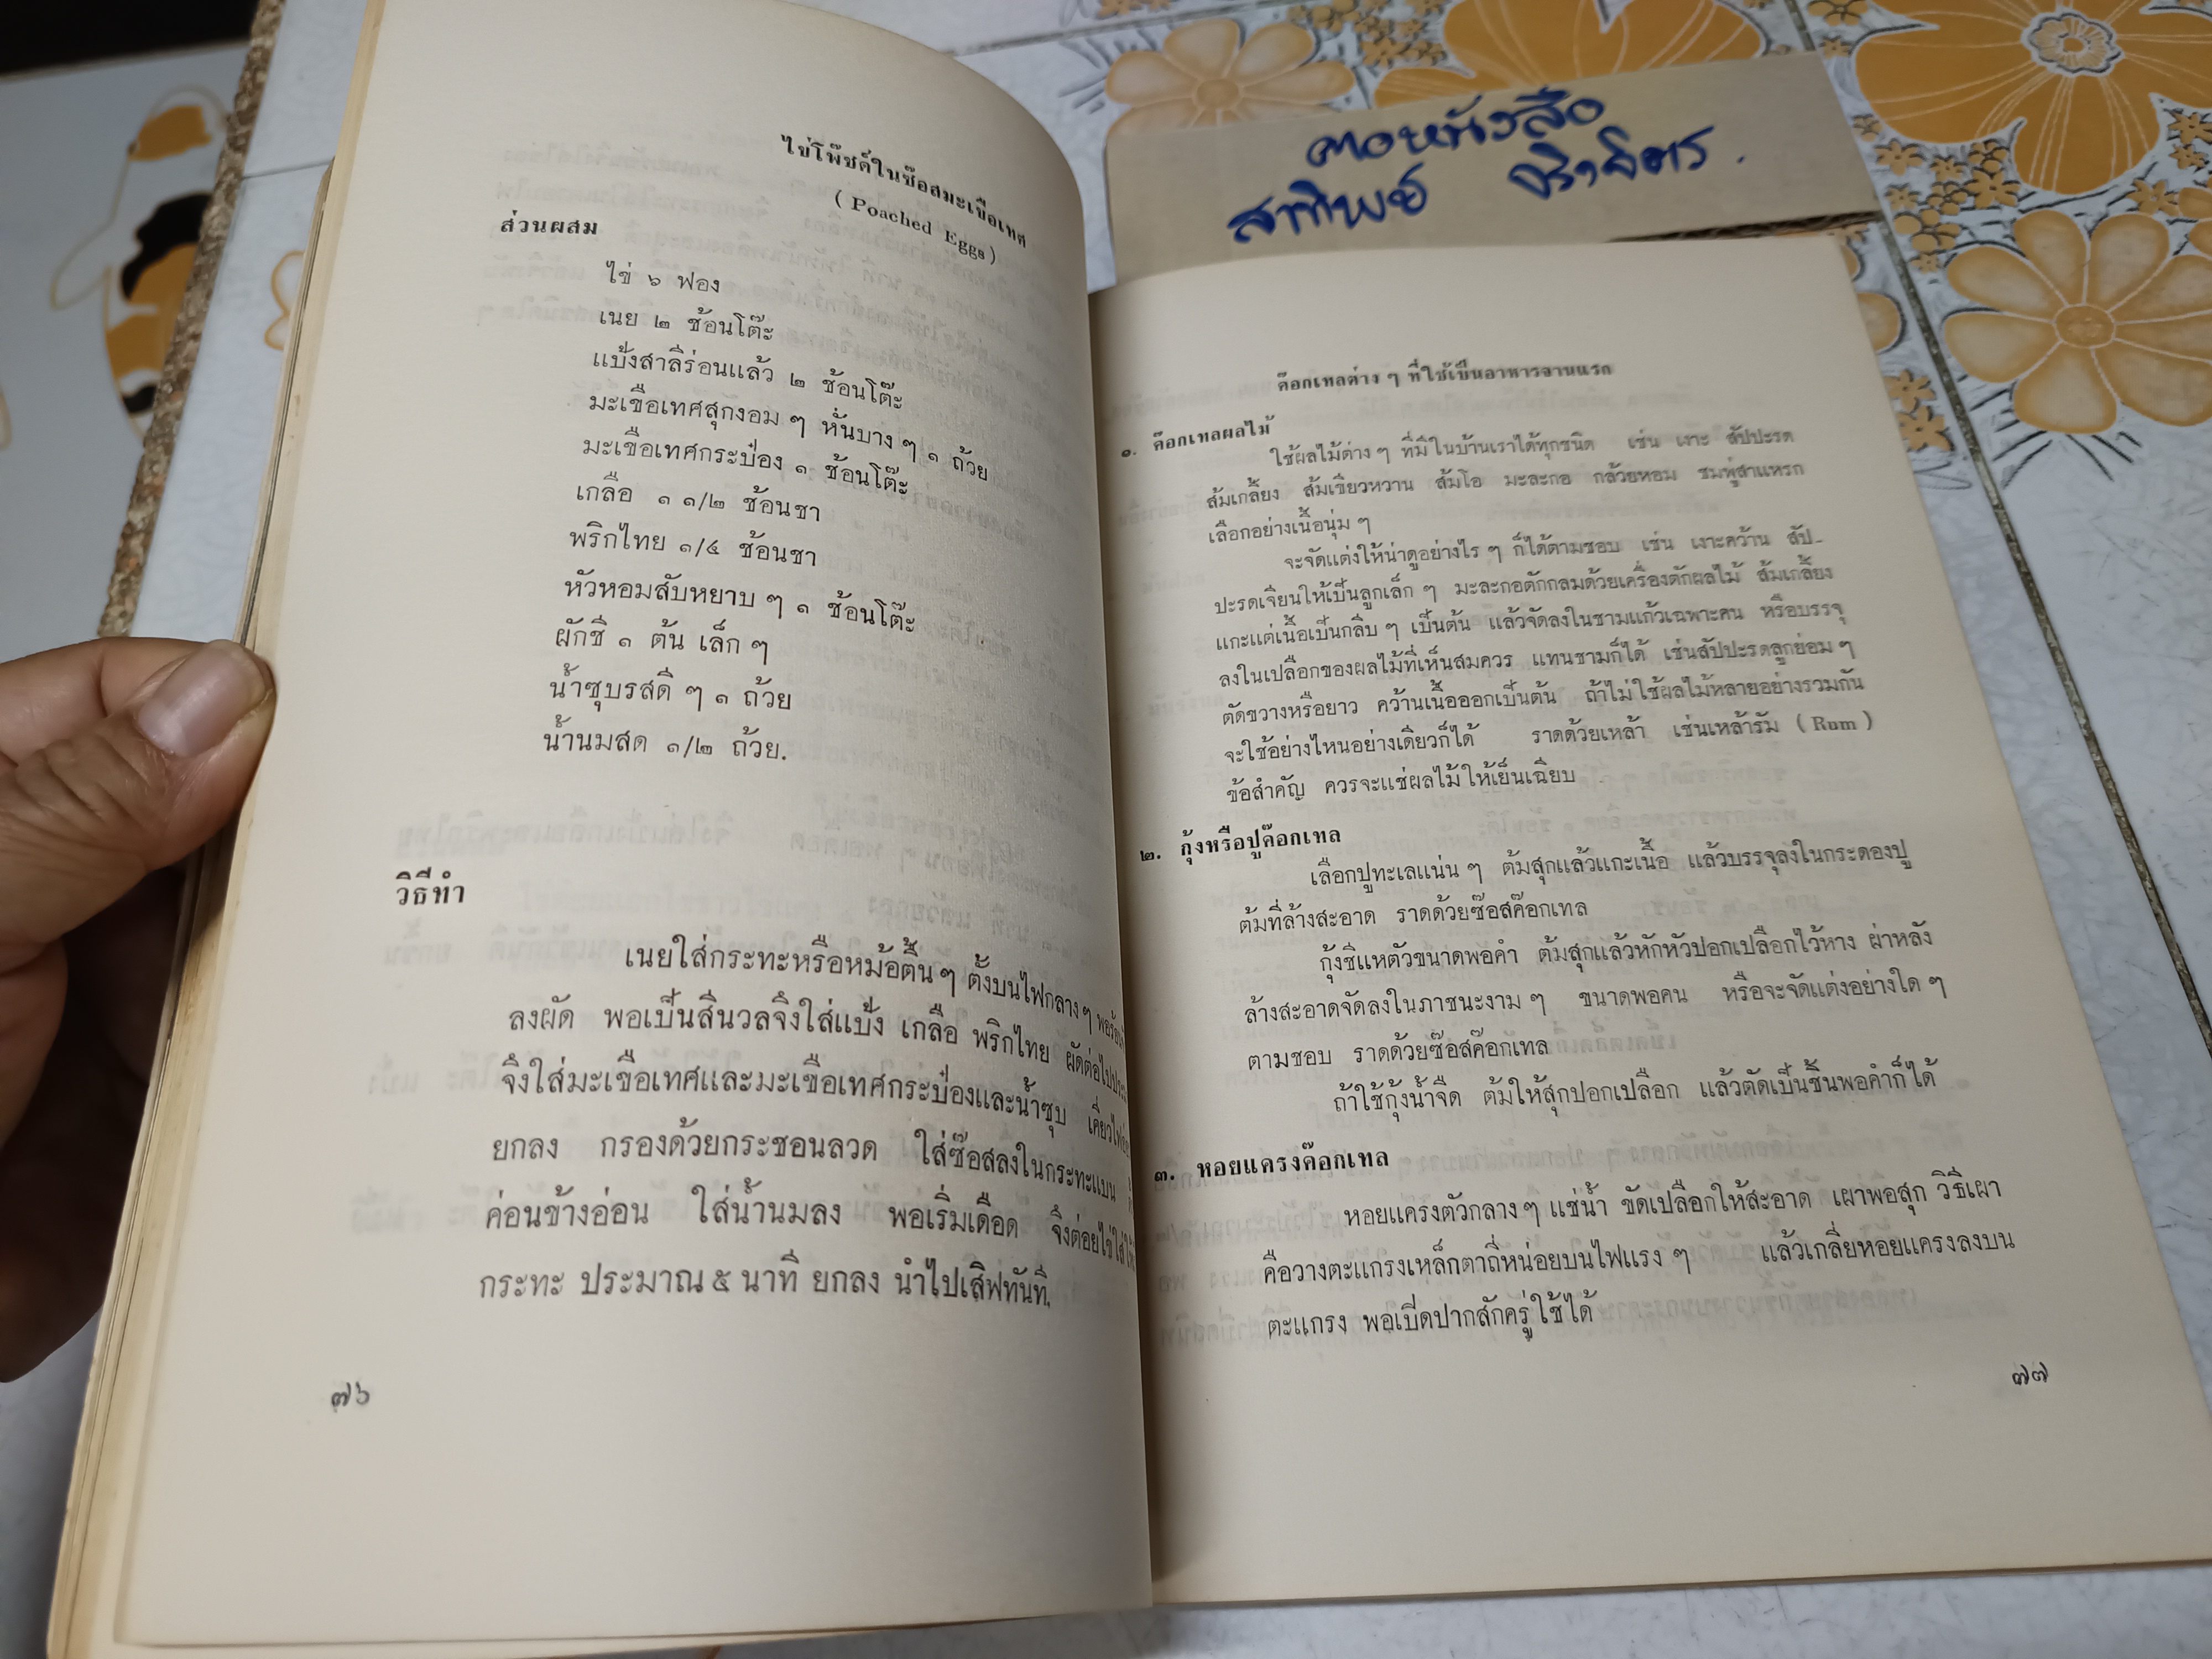 ไข่โพ๊ชด์ในซ๊อสมะเขือเทศ
( Poached Eggs )
ส่วนผสม
ไข่ ๖ ฟอง
เนย ๒ ช้อนโต๊ะ
แป้งสาลีร่อนแล้ว ๒ ช้อนโต๊ะ
มะเขือเทศสุกงอม ๆ หั่นบาง ๆ ๑ ถ้วย
มะเขือเทศกระป๋อง ๑ ช้อนโต๊ะ
เกลือ ๑ ๑/๒ ช้อนชา
พริกไทย ๑/๔ ช้อนชา
หัวหอมสับหยาบ ๆ ๑ ช้อนโต๊ะ
ผักชี ๑ ต้น เล็ก ๆ
น้ำซุบรสดี ๆ ๑ ถ้วย
น้ำนมสด ๑/๒ ถ้วย.
วิธีทำ
เนยใส่กระทะหรือหม้อตื้น ๆ ตั้งบนไฟกลาง ๆ
ลงผัด พอเป็นสีนวลจึงใส่แป้ง เกลือ พริกไทย
จึงใส่มะเขือเทศและมะเขือเทศกระป๋องและน้ำซุบ
ยกลง กรองด้วยกระชอนลวด ใส่ซ๊อสลงในกระทะแบน
ค่อนข้างอ่อน ใส่น้ำนมลง พอเริ่มเดือด จึงต่อยไข่ใส่
กระทะ ประมาณ ๕ นาที ยกลง นำไปเสิฟทันที.
๗๖
คอหนังสือ
สาทิพย์
ค๊อกเทลต่าง ๆ ที่ใช้เป็นอาหารจานแรก
๑. ค๊อกเทลผลไม้
ใช้ผลไม้ต่าง ๆ ที่มีในบ้านเราได้ทุกชนิด เช่น เงาะ สัปปะรด
ส้มเกลี้ยง ส้มเขียวหวาน ส้มโอ มะละกอ กล้วยหอม ชมพู่สาแหรก
เลือกอย่างเนื้อนุ่ม ๆ
จะจัดแต่งให้น่าดูอย่างไร ๆ ก็ได้ตามชอบ เช่น เงาะคว้าน สัป-
ปะรดเจียนให้เป็นลูกเล็ก ๆ มะละกอตักกลมด้วยเครื่องตักผลไม้ ส้มเกลี้ยง
แกะแต่เนื้อเป็นกลีบ ๆ เป็นต้น แล้วจัดลงในชามแก้วเฉพาะคน หรือบรรจุ
ลงในเปลือกของผลไม้ที่เห็นสมควร แทนชามก็ได้ เช่นสัปปะรดลูกย่อม ๆ
ตัดขวางหรือยาว คว้านเนื้อออกเป็นต้น ถ้าไม่ใช้ผลไม้หลายอย่างรวมกัน
จะใช้อย่างไหนอย่างเดียวก็ได้ ราดด้วยเหล้า เช่นเหล้ารัม ( Rum )
ข้อสำคัญ ควรจะแช่ผลไม้ให้เย็นเฉียบ
๒. กุ้งหรือปูค๊อกเทล
เลือกปูทะเลแน่น ๆ ต้มสุกแล้วแกะเนื้อ แล้วบรรจุลงในกระดองปู
ต้มที่ล้างสะอาด ราดด้วยซ๊อสค๊อกเทล
กุ้งชีแหตัวขนาดพอคำ ต้มสุกแล้วหักหัวปอกเปลือกไว้หาง ผ่าหลัง
ล้างสะอาดจัดลงในภาชนะงาม ๆ ขนาดพอคน หรือจะจัดแต่งอย่างใด ๆ
ตามชอบ ราดด้วยซ๊อสค๊อกเทล
ถ้าใช้กุ้งน้ำจืด ต้มให้สุกปอกเปลือก แล้วตัดเป็นชิ้นพอคำก็ได้
๓. หอยแครงค๊อกเทล
หอยแครงตัวกลาง ๆ แช่น้ำ ขัดเปลือกให้สะอาด เผาพอสุก วิธีเผา
คือวางตะแกรงเหล็กตาถี่หน่อยบนไฟแรง ๆ แล้วเกลี่ยหอยแครงลงบน
ตะแกรง พอเปิดปากสักครู่ใช้ได้
๗๗